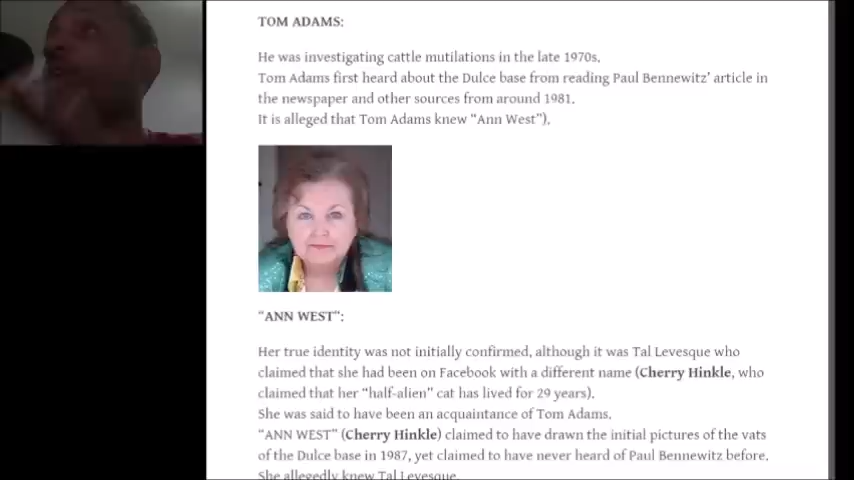 TOM ADAMS:
He was investigating cattle mutilations in the late 1970s.
Tom Adams first heard about the Dulce base from reading Paul Bennewitz' article in
the newspaper and other sources from around 1981.
It is alleged that Tom Adams knew “Ann West”).
“ANN WEST“:
Her true identity was not initially confirmed, although it was Tal Levesque who
claimed that she had been on Facebook with a different name (Cherry Hinkle, who
claimed that her “half-alien” cat has lived for 29 years).
She was said to have been an acquaintance of Tom Adams.
“ANN WEST” (Cherry Hinkle) claimed to have drawn the initial pictures of the vats
of the Dulce base in 1987, yet claimed to have never heard of Paul Bennewitz before.
She allegedly knew Tal Levesque.